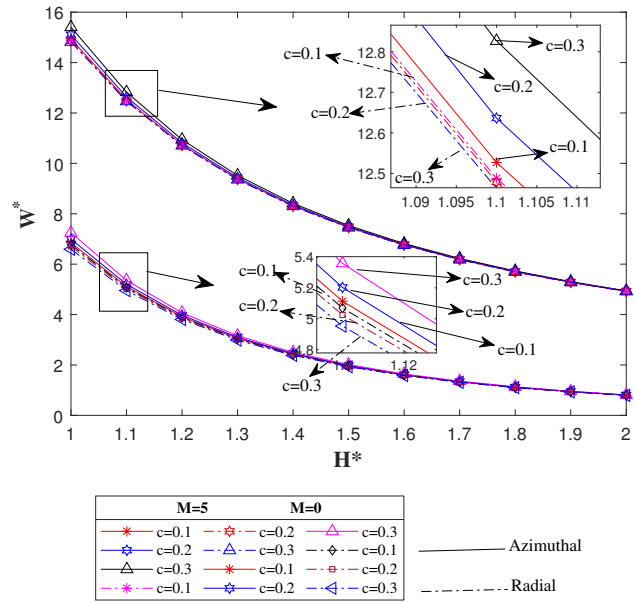 16
14
12
10
8
6
4
2
0
W*
1
1.1
1.2
1.3
1.4
1.5
1.6
1.7
1.8
1.9
2
H*
12.8
12.7
12.6
12.5
1.09
1.095
1.1
1.105
1.11
c=0.1
c=0.2
c=0.3
c=0.3
c=0.2
c=0.1
5.4
5.2
5
4.8
1.12
c=0.1
c=0.2
c=0.3
c=0.3
c=0.2
c=0.1
M=5 M=0
c=0.1 c=0.2 c=0.3
c=0.2 c=0.3 c=0.1
c=0.3 c=0.1 c=0.2
c=0.1 c=0.2 c=0.3
Azimuthal
Radial